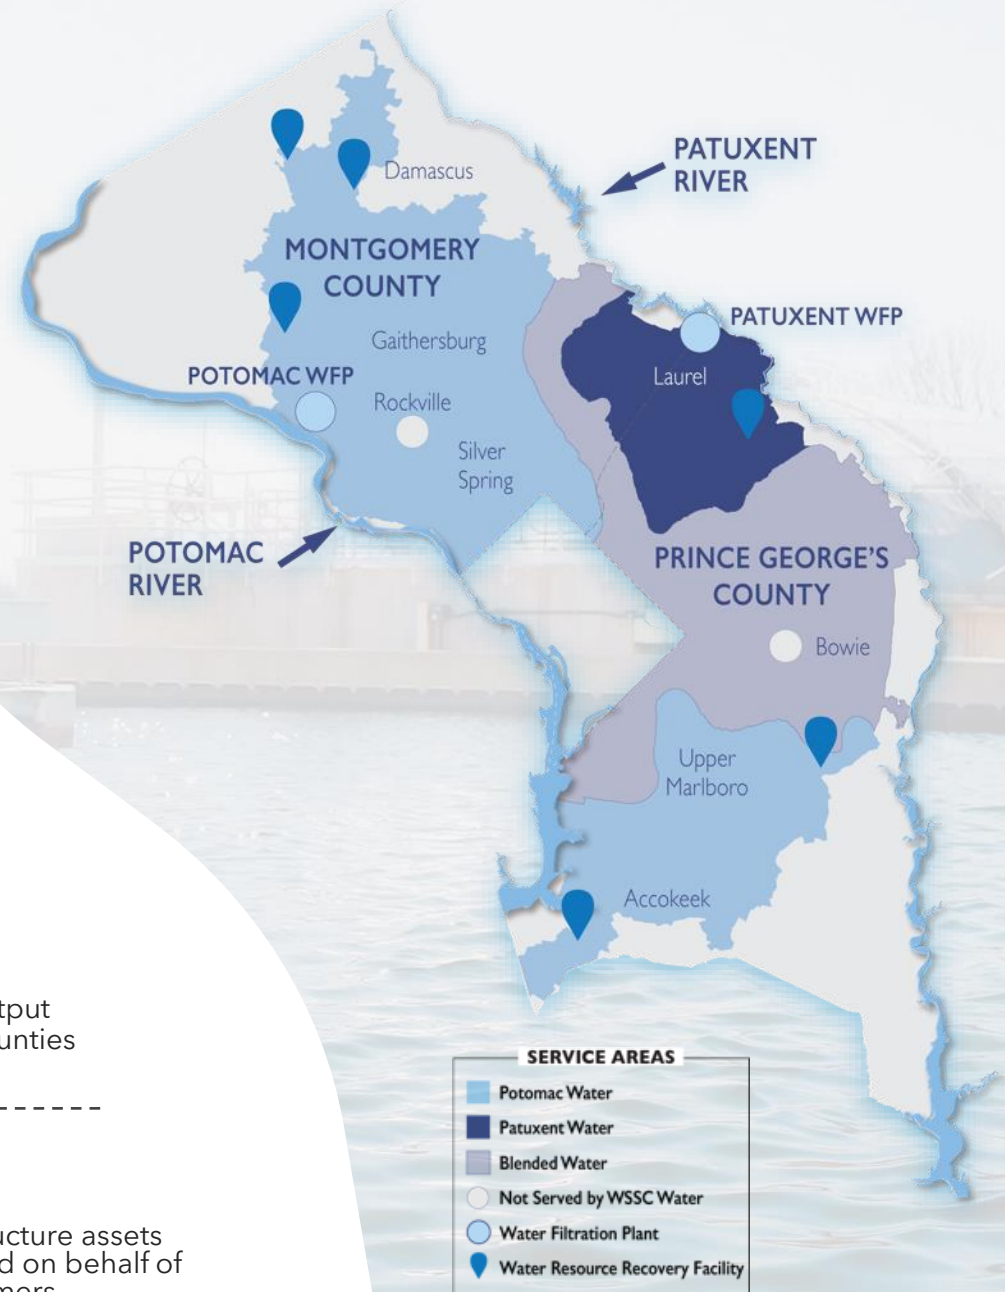 PATUXENT
RIVER
Damascus
MONTGOMERY
COUNTY
PATUXENT WFP
Gaithersburg
POTOMAC WFP
Laurel
Rockville
Silver
Spring
POTOMAC
RIVER
PRINCE GEORGE'S
COUNTY
Bowie
Upper
Marlboro
Accokeek
tput
unties
SERVICE AREAS
Potomac Water
Patuxent Water
Blended Water
Not Served by WSSC Water
Water Filtration Plant
Water Resource Recovery Facility
ucture assets
d on behalf of
mers